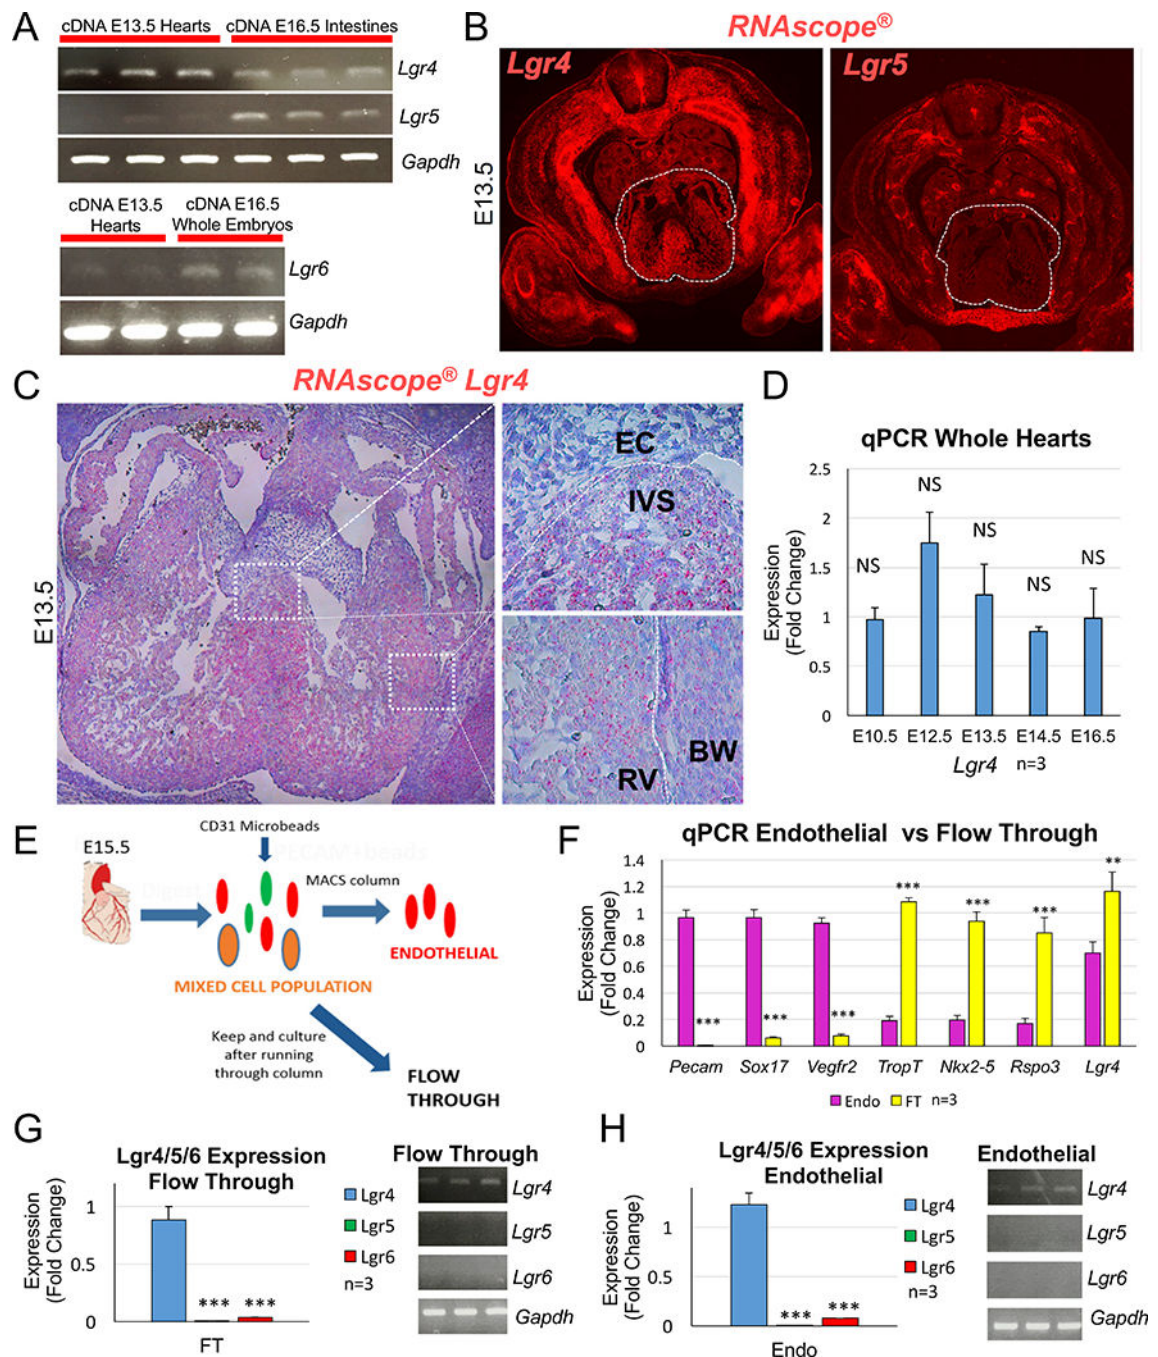 A
cDNA E13.5 Hearts
cDNA E16.5 Intestines
Lgr4
Lgr5
Gapdh
cDNA E13.5
Hearts
cDNA E16.5
Whole Embryos
Lgr6
Gapdh
B
RNAscope®
Lgr4
Lgr5
E13.5
C
RNAscope® Lgr4
E13.5
EC
IVS
RV
BW
D
qPCR Whole Hearts
Expression
(Fold Change)
2.5
2
1.5
1
0.5
0
NS
NS
NS
NS
NS
E10.5 E12.5 E13.5 E14.5 E16.5
Lgr4 n=3
E
E15.5
CD31 Microbeads
PECAM+beads
MACS column
ENDOTHELIAL
MIXED CELL POPULATION
Keep and culture
after running
through column
FLOW
THROUGH
F
qPCR Endothelial vs Flow Through
Expression
(Fold Change)
1.4
1.2
1
0.8
0.6
0.4
0.2
0
***
***
***
***
***
***
**
Pecam Sox17 Vegfr2 TropT Nkx2-5 Rspo3 Lgr4
Endo FT n=3
G
Lgr4/5/6 Expression
Flow Through
Expression
(Fold Change)
1
0.5
0
*** ***
FT
Lgr4
Lgr5
Lgr6
n=3
Flow Through
Lgr4
Lgr5
Lgr6
Gapdh
H
Lgr4/5/6 Expression
Endothelial
Expression
(Fold Change)
1
0.5
0
*** ***
Endo
Lgr4
Lgr5
Lgr6
n=3
Endothelial
Lgr4
Lgr5
Lgr6
Gapdh